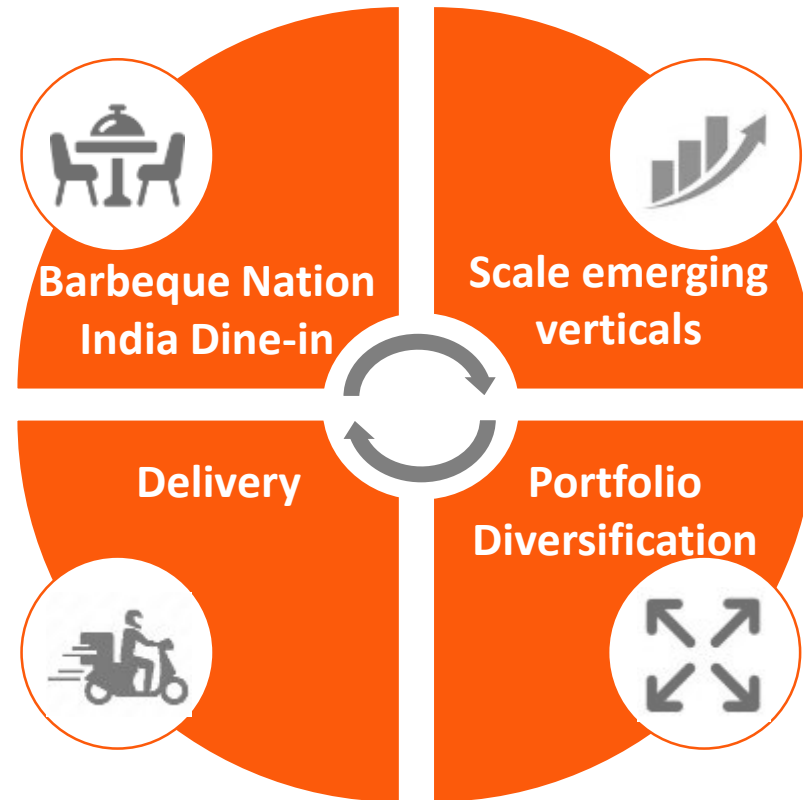 Barbeque Nation
India Dine-in
Scale emerging
verticals
Delivery
Portfolio
Diversification